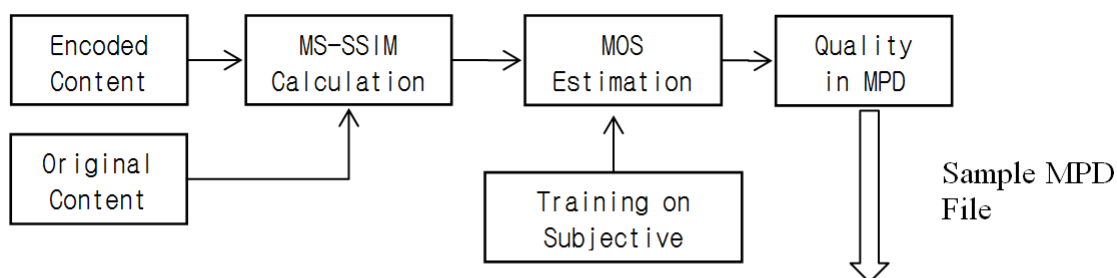 Encoded
Content
MS-SSIM
Calculation
MOS
Estimation
Quality
in MPD
Original
Content
Training on
Subjective
Sample MPD
File